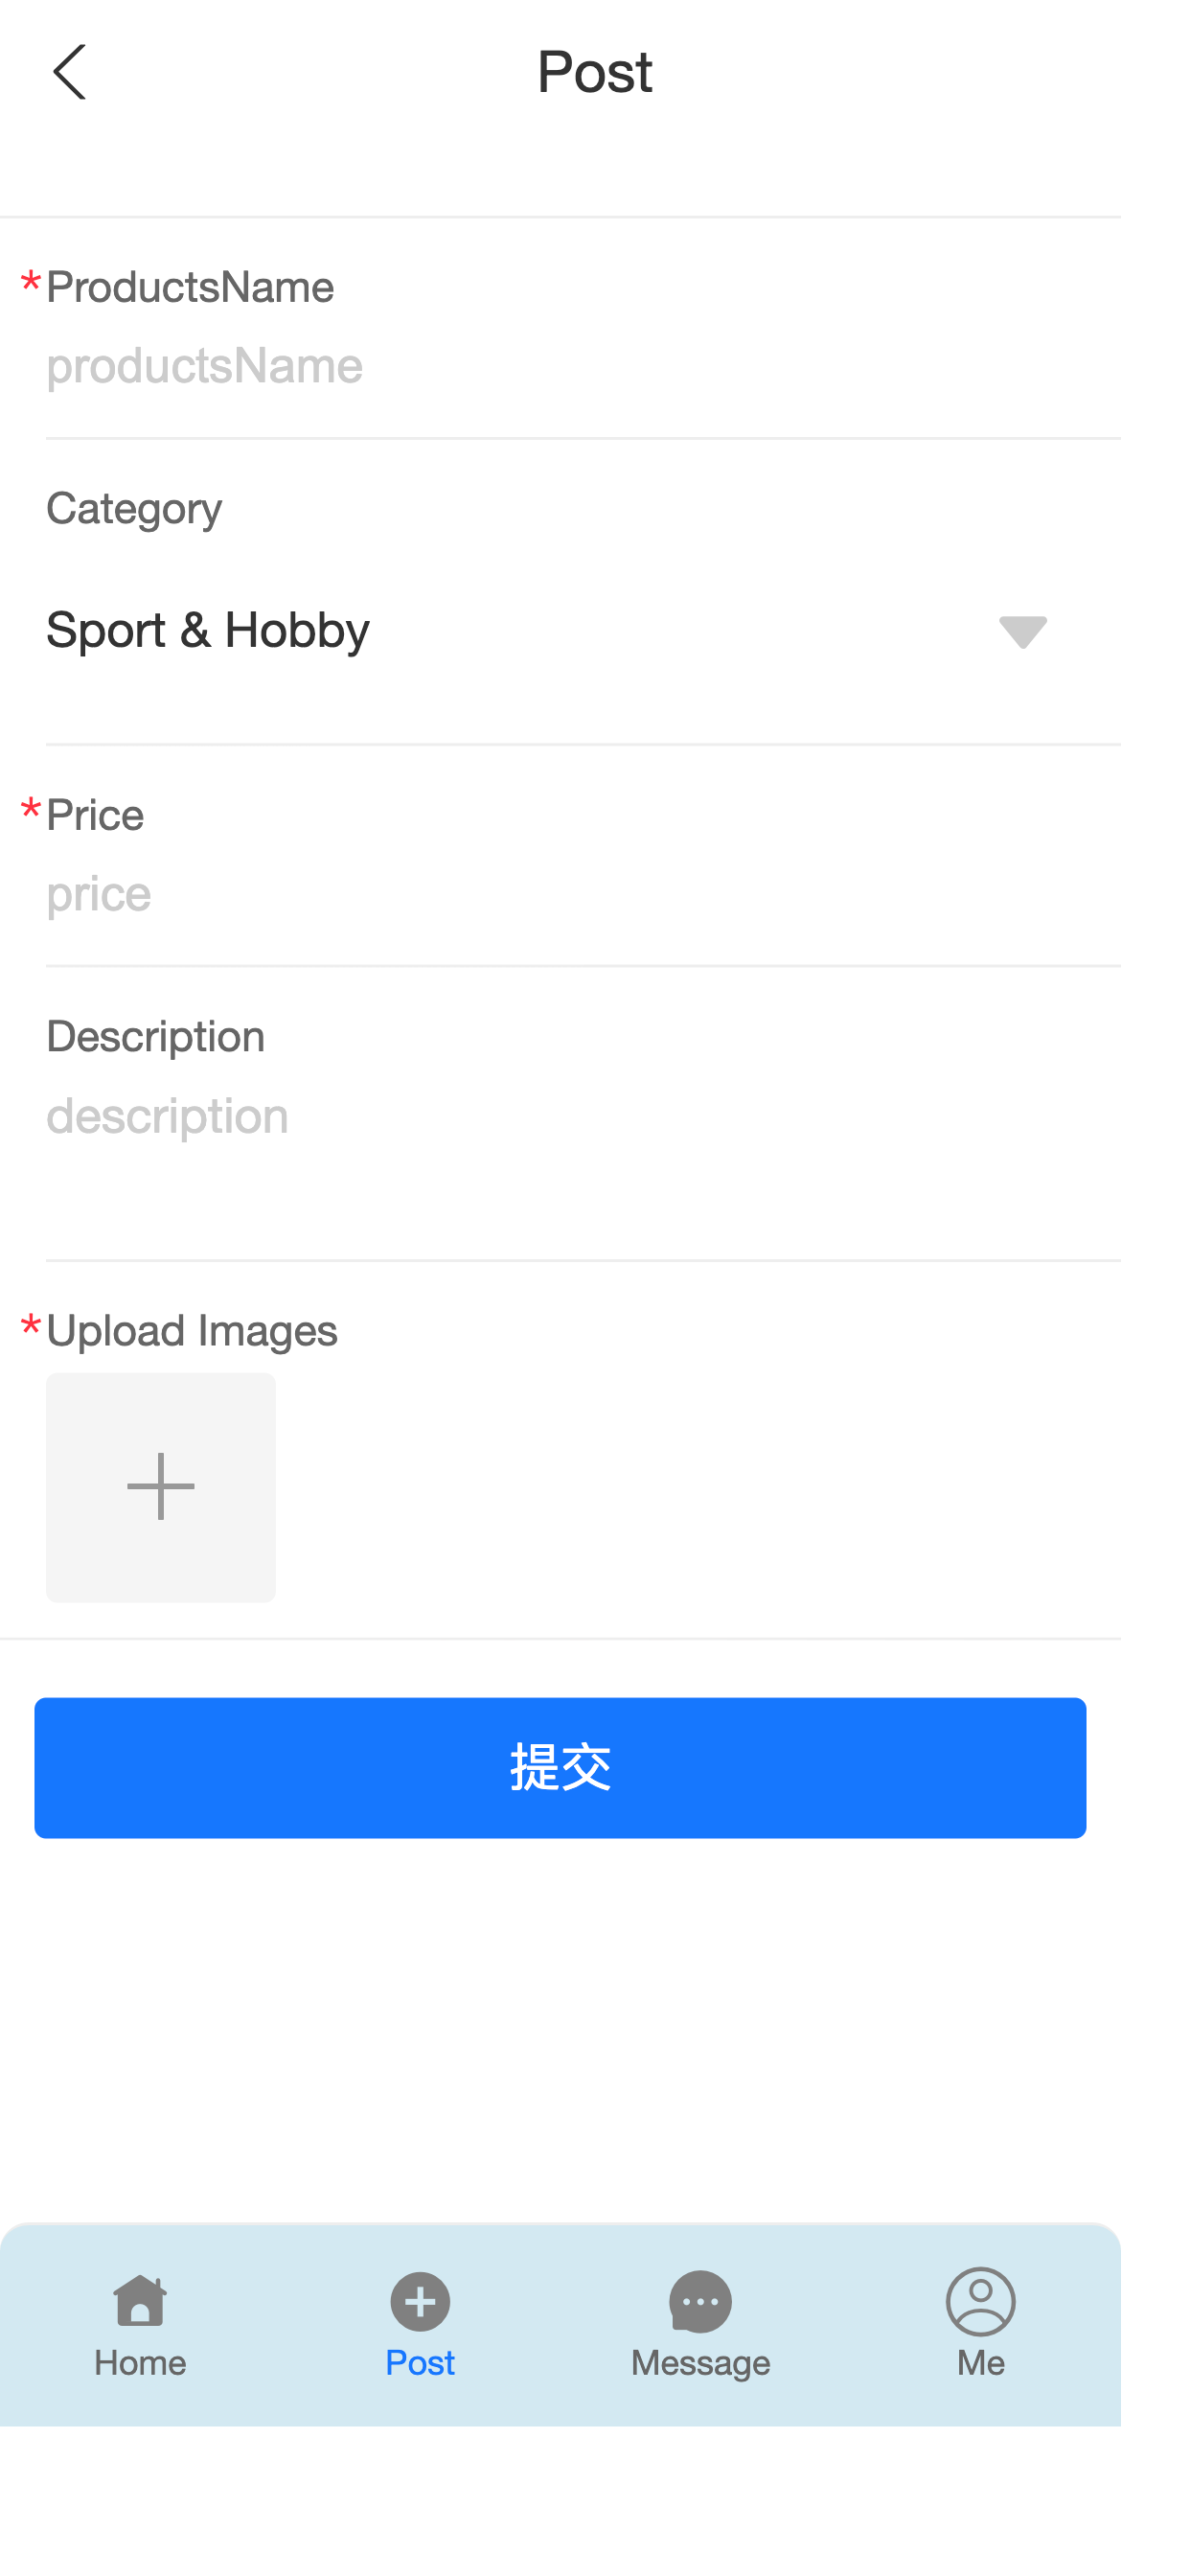 Post
*ProductsName
productsName
Category
Sport & Hobby
*Price
price
Description
description
*Upload Images
提交
Home
Post
Message
Me